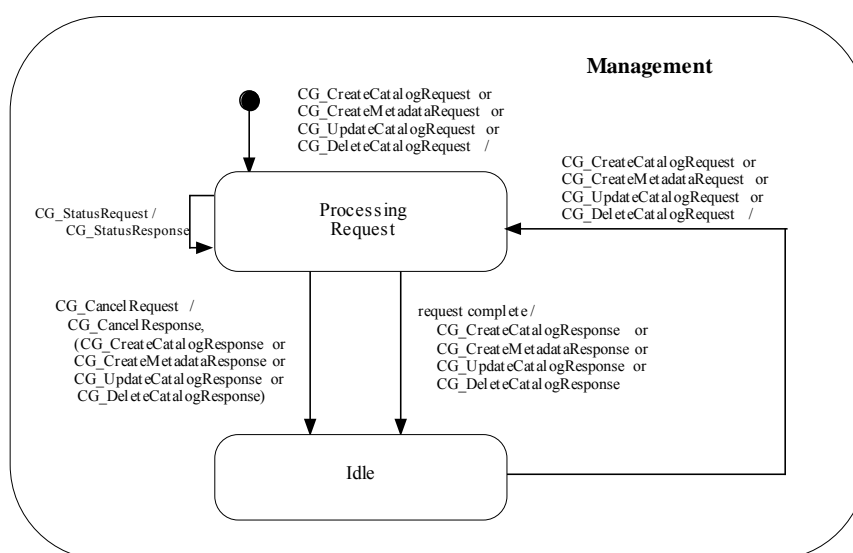 Management
CG_CreateCatalogRequest or
CG_CreateMetadataRequest or
CG_UpdateCatalogRequest or
CG_DeleteCatalogRequest /
CG_CreateCatalogRequest or
CG_CreateMetadataRequest or
CG_UpdateCatalogRequest or
CG_DeleteCatalogRequest /
Processing
Request
CG_StatusRequest /
CG_StatusResponse
CG_CancelRequest /
CG_CancelResponse,
(CG_CreateCatalogResponse or
CG_CreateMetadataResponse or
CG_UpdateCatalogResponse or
CG_DeleteCatalogResponse)
request complete /
CG_CreateCatalogResponse or
CG_CreateMetadataResponse or
CG_UpdateCatalogResponse or
CG_DeleteCatalogResponse
Idle